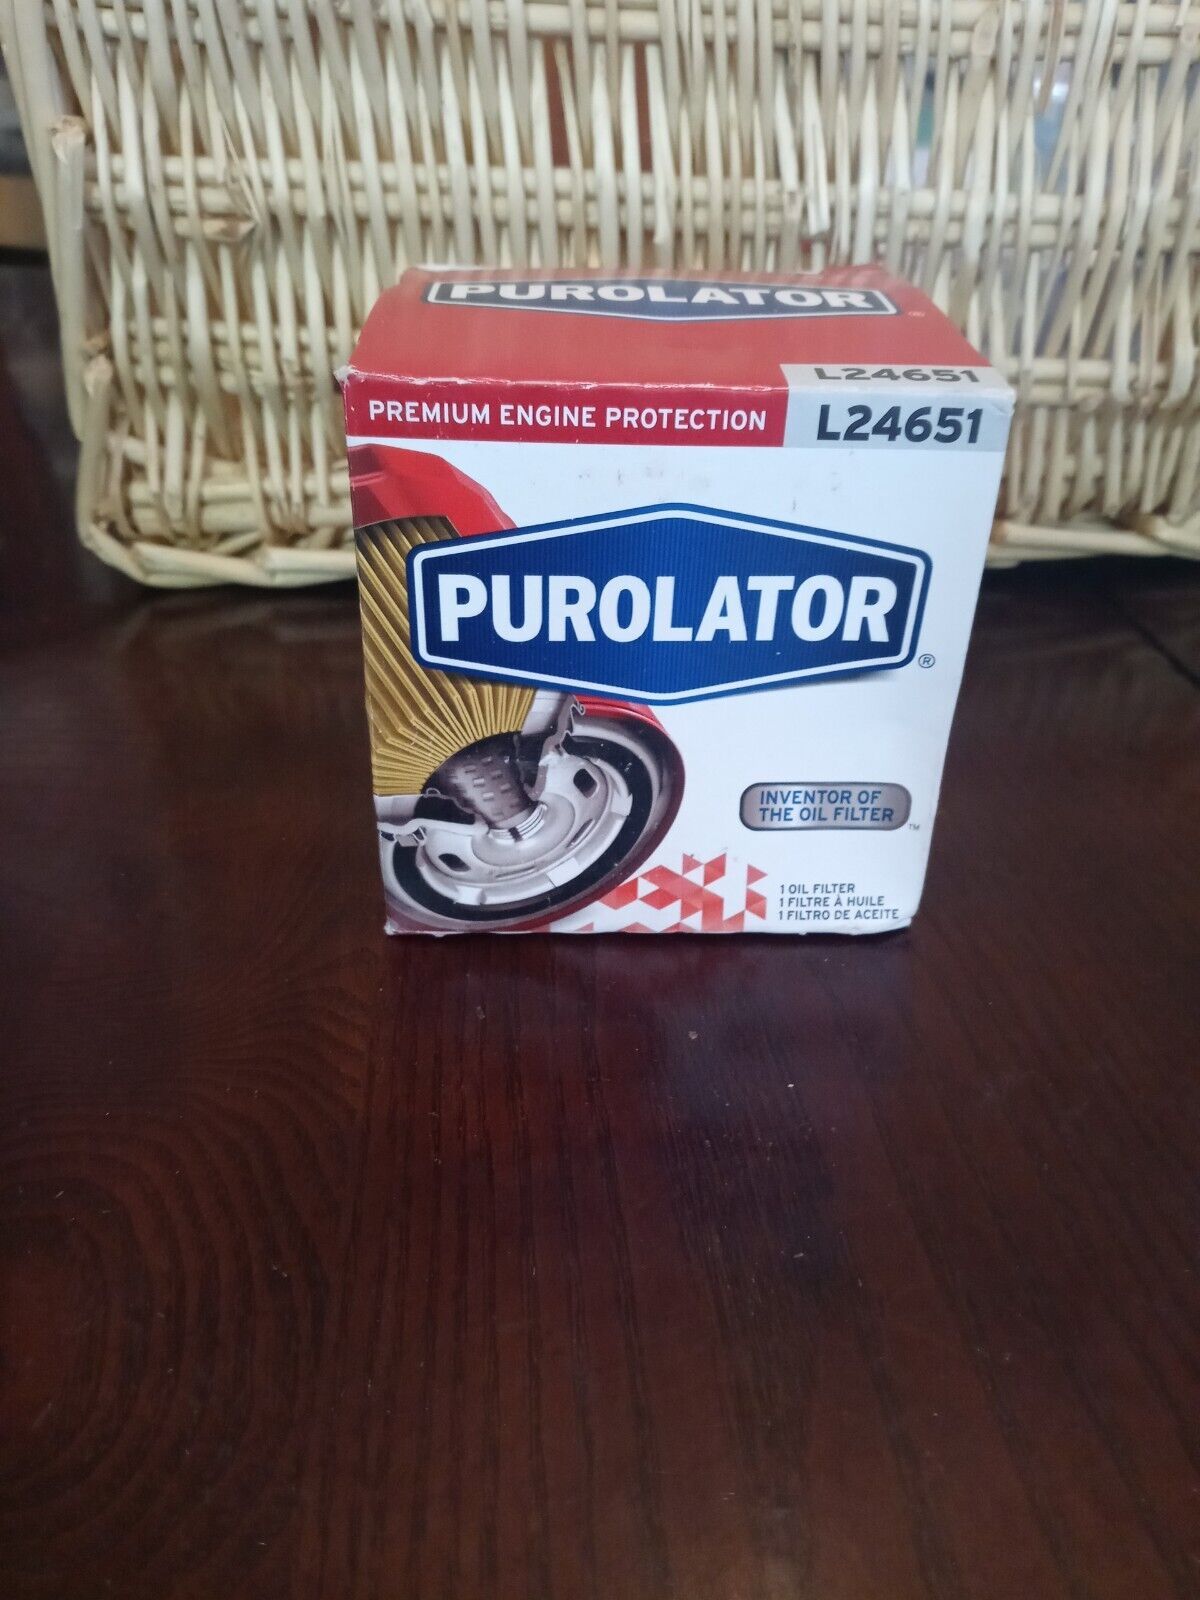 PUROLATOR
®
L24651
PREMIUM ENGINE PROTECTION L24651
PUROLATOR
®
INVENTOR OF
THE OIL FILTER
™
1 OIL FILTER
1 FILTRE À HUILE
1 FILTRO DE ACEITE